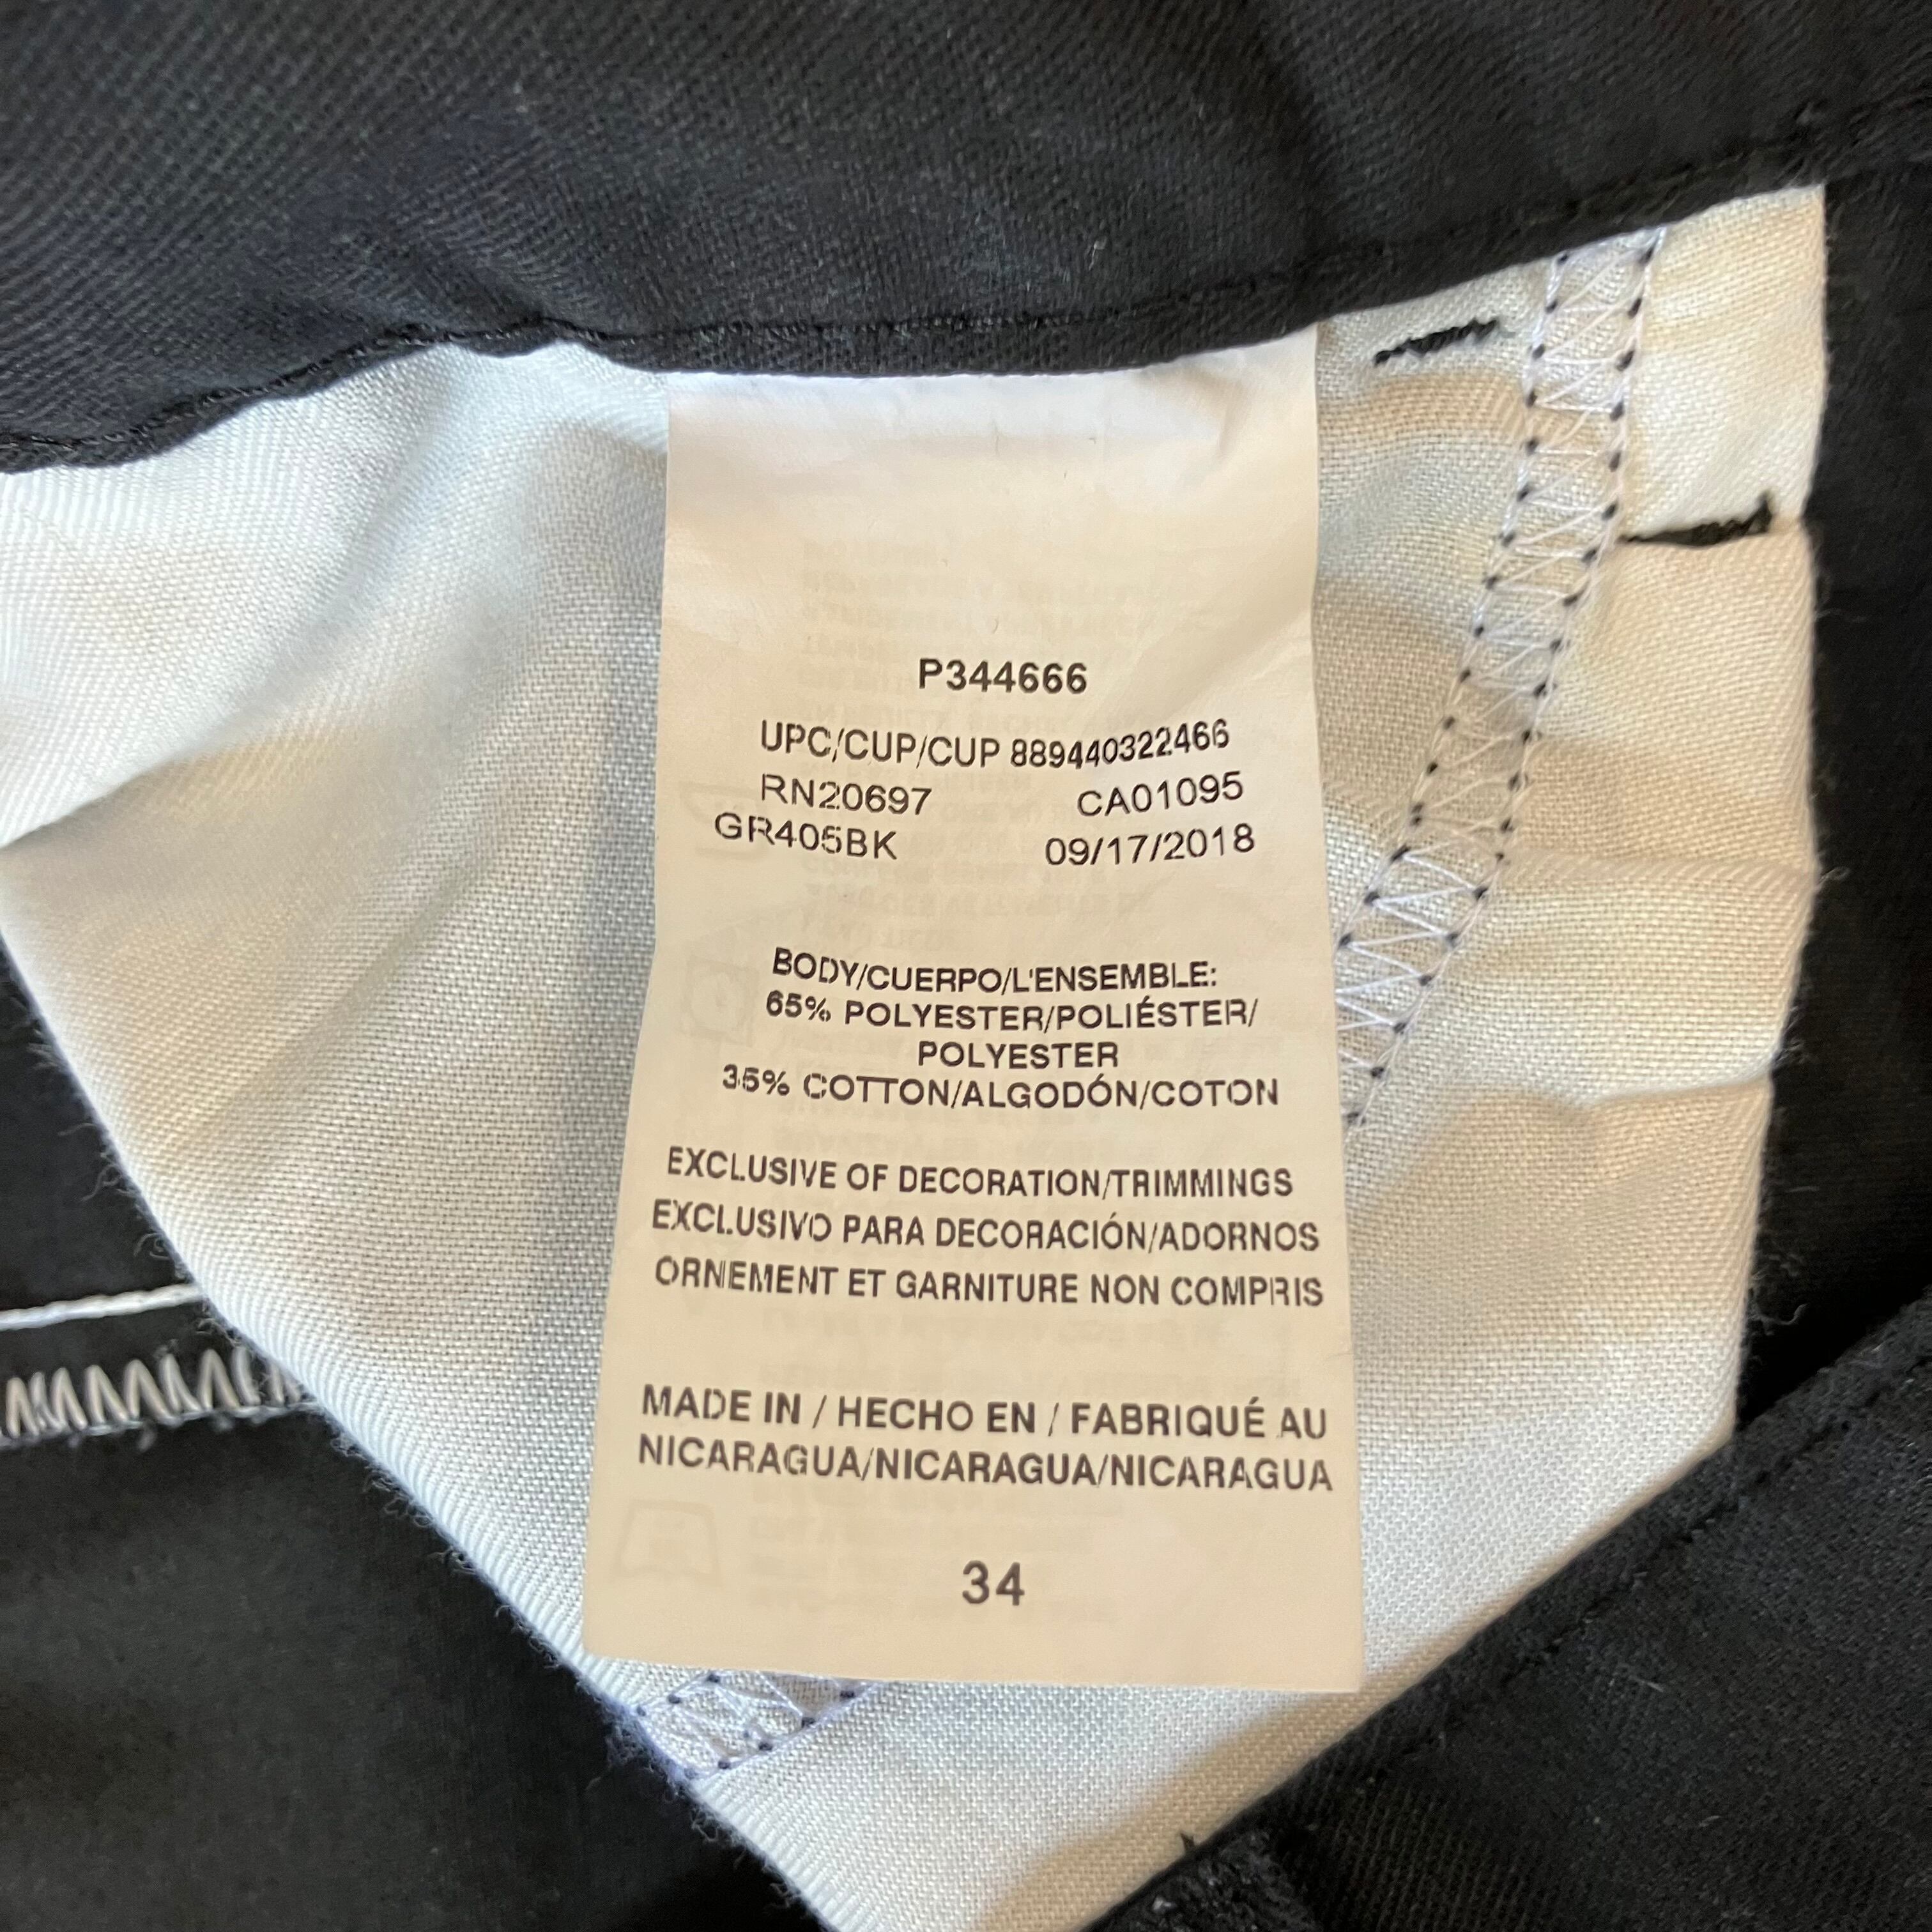 P344666
UPC/CUP/CUP 889440322466
RN20697 CA01095
GR405BK 09/17/2018
BODY/CUERPO/L'ENSEMBLE:
65% POLYESTER/POLIÉSTER/
POLYESTER
35% COTTON/ALGODÓN/COTON
EXCLUSIVE OF DECORATION/TRIMMINGS
EXCLUSIVO PARA DECORACIÓN/ADORNOS
ORNEMENT ET GARNITURE NON COMPRIS
MADE IN / HECHO EN / FABRIQUÉ AU
NICARAGUA/NICARAGUA/NICARAGUA
34